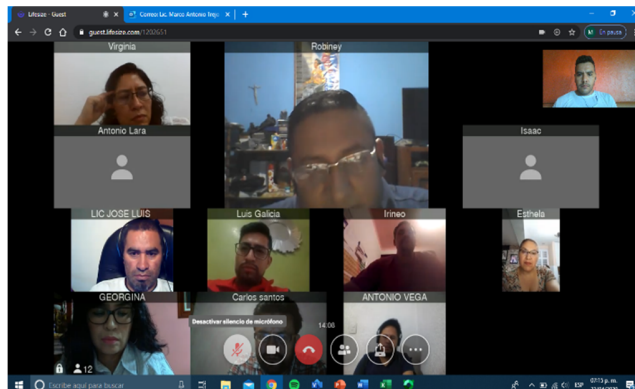 Lifesize - Guest
Correo Lic. Marco Antonio
guest.lifesize.com/1202651
En pausa
Virginia
Robiney
Antonio Lara
Isaac
LIC JOSE LUIS
Luis Galicia
Irineo
Esthela
GEORGINA
Carlos santos
ANTONIO VEGA
Desactivar silencio de micrófono
14:06
12
Escribe aquí para buscar
ESP
07:15 p. m.